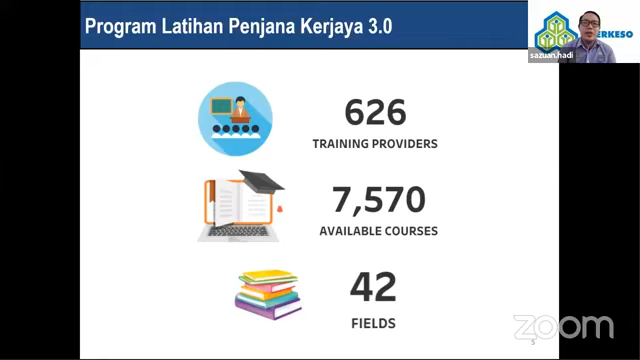 Program Latihan Penjana Kerjaya 3.0
ERKESO
sazuan.hadi
626
TRAINING PROVIDERS
7,570
AVAILABLE COURSES
42
FIELDS
5
zoom